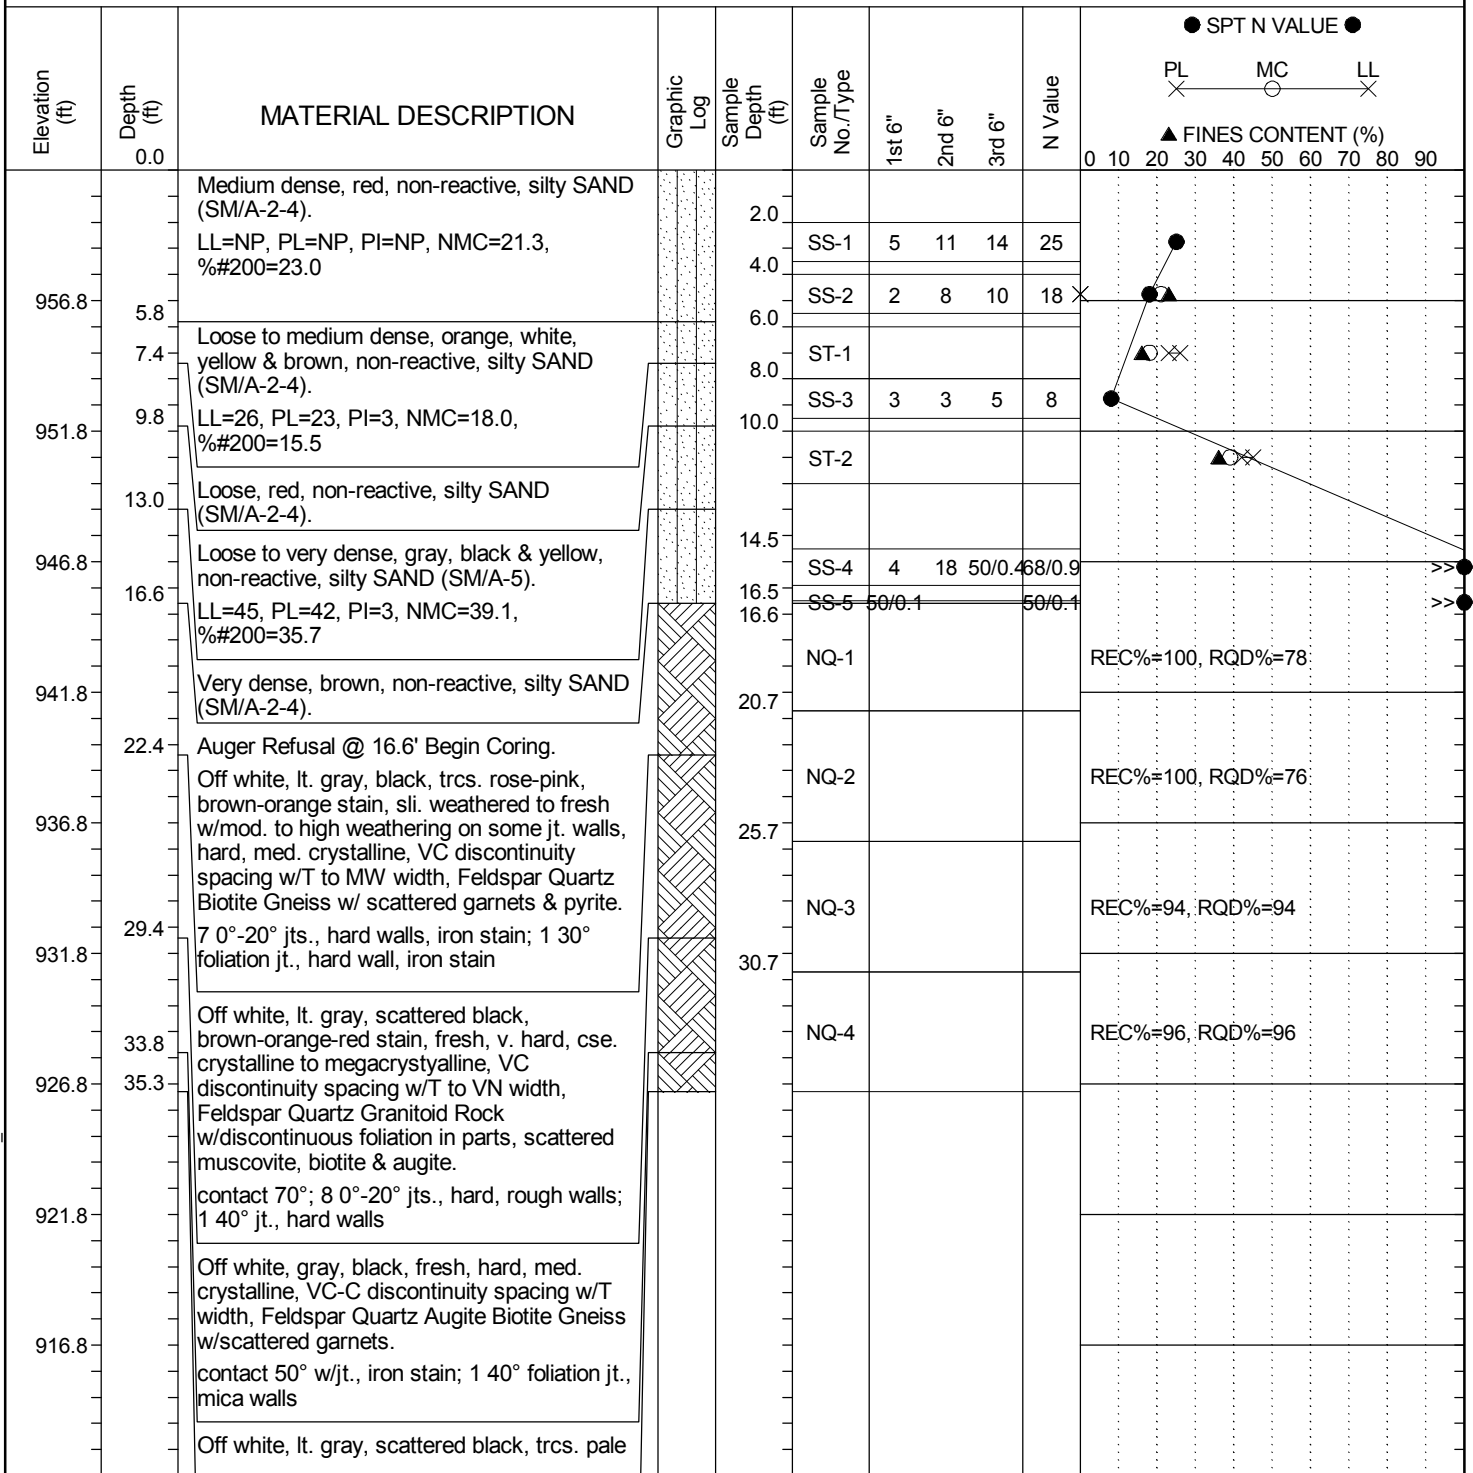 ● SPT N VALUE ●
PL MC LL
▲ FINES CONTENT (%)
0 10 20 30 40 50 60 70 80 90
Elevation (ft)
Depth (ft)
0.0
MATERIAL DESCRIPTION
Graphic Log
Sample Depth (ft)
Sample No./Type
1st 6"
2nd 6"
3rd 6"
N Value
Medium dense, red, non-reactive, silty SAND
(SM/A-2-4).
LL=NP, PL=NP, PI=NP, NMC=21.3,
%#200=23.0
2.0
SS-1 5 11 14 25
4.0
956.8
5.8
SS-2 2 8 10 18
6.0
Loose to medium dense, orange, white,
yellow & brown, non-reactive, silty SAND
(SM/A-2-4).
7.4
ST-1
8.0
LL=26, PL=23, PI=3, NMC=18.0,
%#200=15.5
9.8
SS-3 3 3 5 8
10.0
951.8
ST-2
Loose, red, non-reactive, silty SAND
(SM/A-2-4).
13.0
14.5
Loose to very dense, gray, black & yellow,
non-reactive, silty SAND (SM/A-5).
946.8
SS-4 4 18 50/0.4 68/0.9 >>
16.6
16.5
LL=45, PL=42, PI=3, NMC=39.1,
%#200=35.7
SS-5 50/0.1 50/0.1 >>
16.6
NQ-1
REC%=100, RQD%=78
Very dense, brown, non-reactive, silty SAND
(SM/A-2-4).
941.8
20.7
22.4
Auger Refusal @ 16.6' Begin Coring.
Off white, lt. gray, black, trcs. rose-pink,
brown-orange stain, sli. weathered to fresh
w/mod. to high weathering on some jt. walls,
hard, med. crystalline, VC discontinuity
spacing w/T to MW width, Feldspar Quartz
Biotite Gneiss w/ scattered garnets & pyrite.
NQ-2
REC%=100, RQD%=76
936.8
25.7
NQ-3
REC%=94, RQD%=94
29.4
7 0°-20° jts., hard walls, iron stain; 1 30°
foliation jt., hard wall, iron stain
931.8
30.7
Off white, lt. gray, scattered black,
brown-orange-red stain, fresh, v. hard, cse.
crystalline to megacrystyalline, VC
discontinuity spacing w/T to VN width,
Feldspar Quartz Granitoid Rock
w/discontinuous foliation in parts, scattered
muscovite, biotite & augite.
NQ-4
REC%=96, RQD%=96
33.8
926.8
35.3
contact 70°; 8 0°-20° jts., hard, rough walls;
1 40° jt., hard walls
921.8
Off white, gray, black, fresh, hard, med.
crystalline, VC-C discontinuity spacing w/T
width, Feldspar Quartz Augite Biotite Gneiss
w/scattered garnets.
916.8
contact 50° w/jt., iron stain; 1 40° foliation jt.,
mica walls
Off white, lt. gray, scattered black, trcs. pale